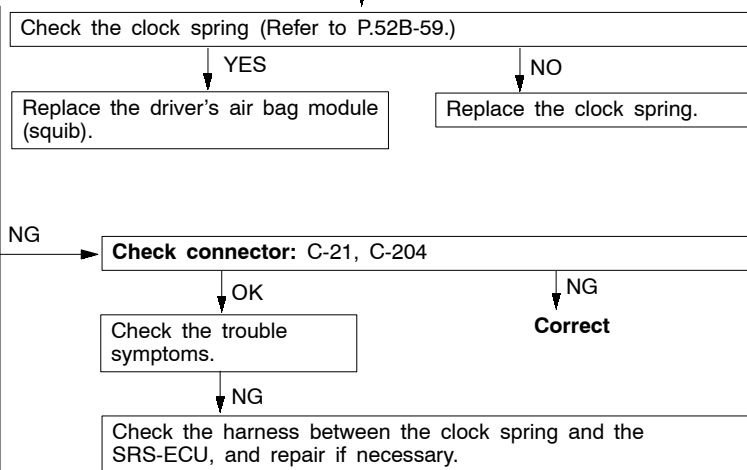 Check the clock spring (Refer to P.52B-59.)
YES
NO
Replace the driver's air bag module
(squib).
Replace the clock spring.
NG
Check connector: C-21, C-204
OK
NG
Check the trouble
symptoms.
Correct
NG
Check the harness between the clock spring and the
SRS-ECU, and repair if necessary.